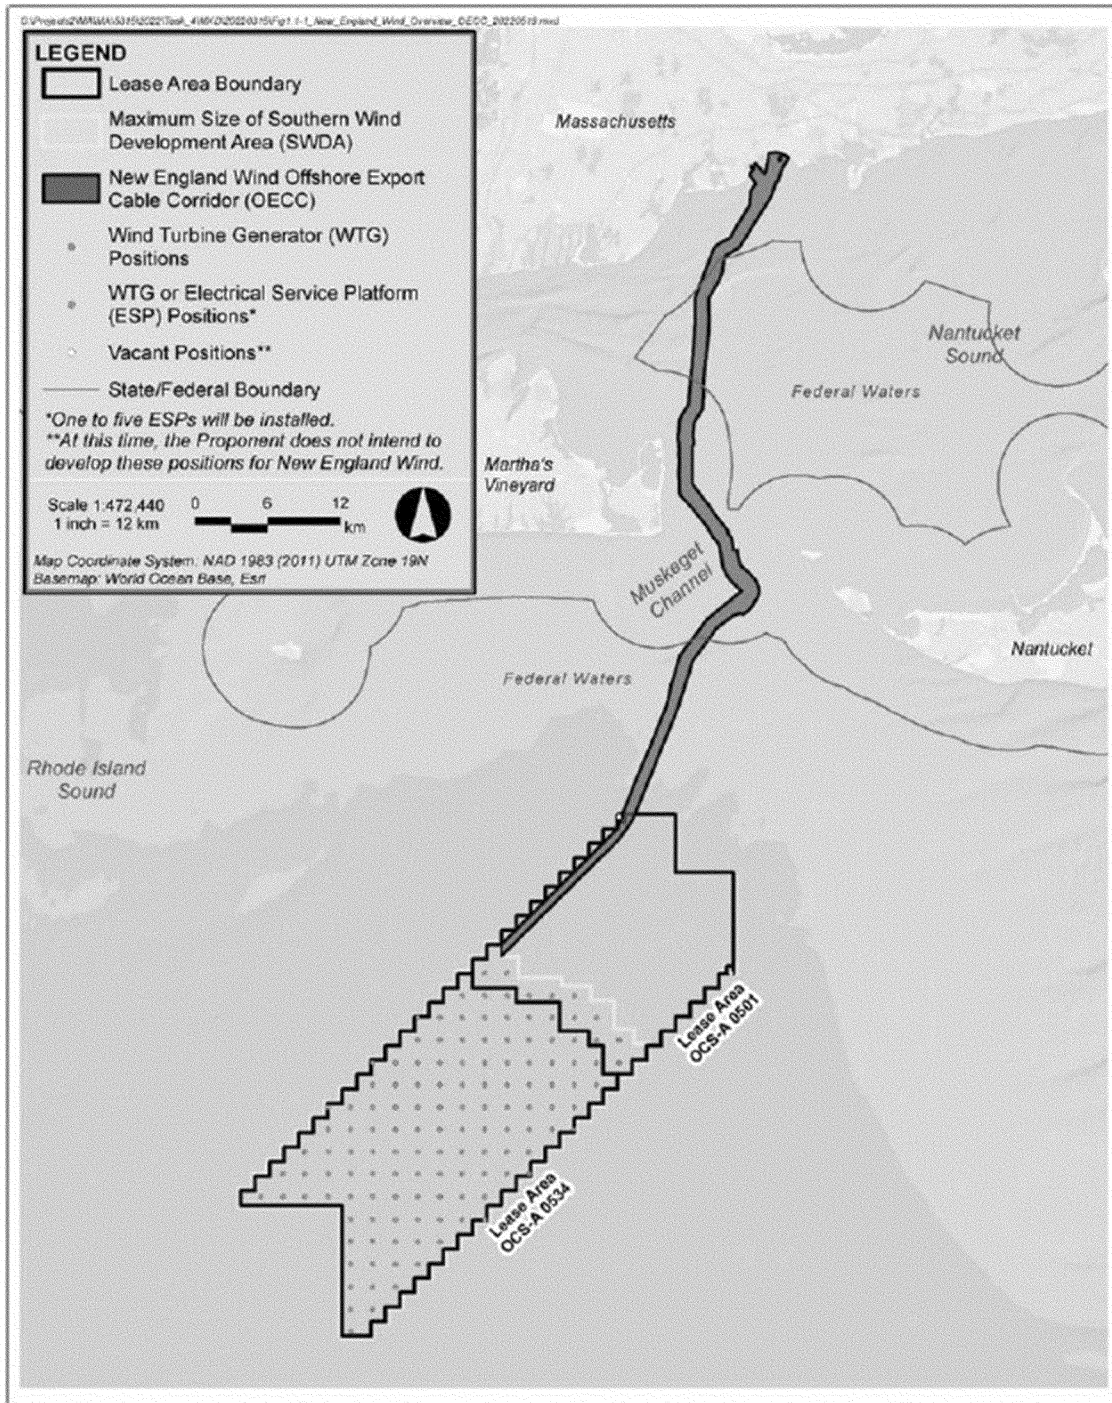 LEGEND
Lease Area Boundary
Maximum Size of Southern Wind
Development Area (SWDA)
New England Wind Offshore Export
Cable Corridor (OECC)
Wind Turbine Generator (WTG)
Positions
WTG or Electrical Service Platform
(ESP) Positions*
Vacant Positions**
State/Federal Boundary
*One to five ESPs will be installed.
**At this time, the Proponent does not intend to
develop these positions for New England Wind.
Scale 1:472,440
1 inch = 12 km
0 6 12
km
Map Coordinate System: NAD 1983 (2011) UTM Zone 19N
Basemap: World Ocean Base, Esri
Massachusetts
Nantucket
Sound
Federal Waters
Martha's
Vineyard
Muskeget
Channel
Nantucket
Federal Waters
Rhode Island
Sound
Lease Area
OCS-A 0501
Lease Area
OCS-A 0534